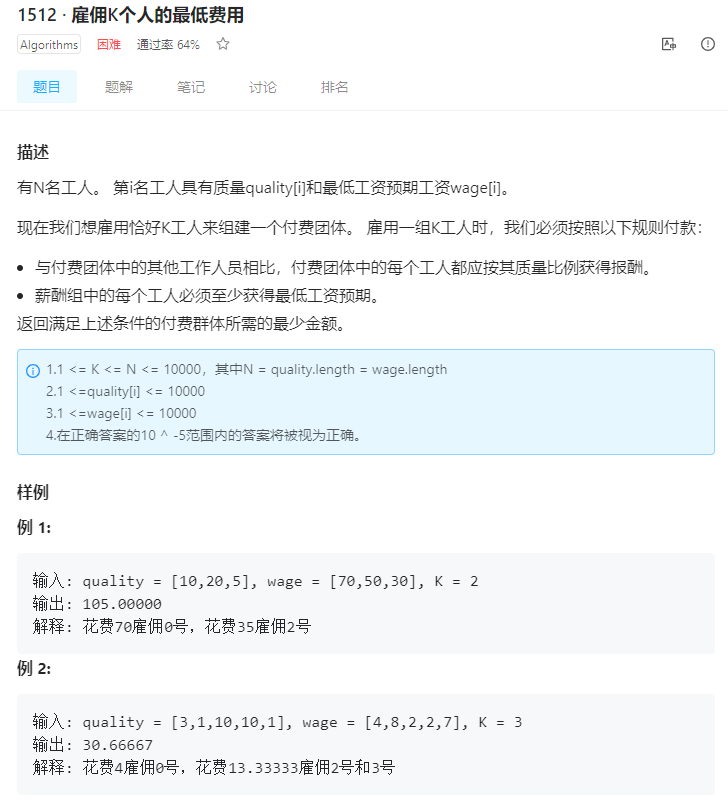 1512 · 雇佣K个人的最低费用
Algorithms 困难 通过率 64%
题目 题解 笔记 讨论 排名
描述
有N名工人。 第i名工人具有质量quality[i]和最低工资预期工资wage[i]。
现在我们想雇用恰好K工人来组建一个付费团体。 雇用一组K工人时，我们必须按照以下规则付款：
• 与付费团体中的其他工作人员相比，付费团体中的每个工人都应按其质量比例获得报酬。
• 薪酬组中的每个工人必须至少获得最低工资预期。
返回满足上述条件的付费群体所需的最少金额。
1.1 <= K <= N <= 10000，其中N = quality.length = wage.length
2.1 <=quality[i] <= 10000
3.1 <=wage[i] <= 10000
4.在正确答案的10 ^ -5范围内的答案将被视为正确。
样例
例 1:
输入: quality = [10,20,5], wage = [70,50,30], K = 2
输出: 105.00000
解释: 花费70雇佣0号，花费35雇佣2号
例 2:
输入: quality = [3,1,10,10,1], wage = [4,8,2,2,7], K = 3
输出: 30.66667
解释: 花费4雇佣0号，花费13.33333雇佣2号和3号